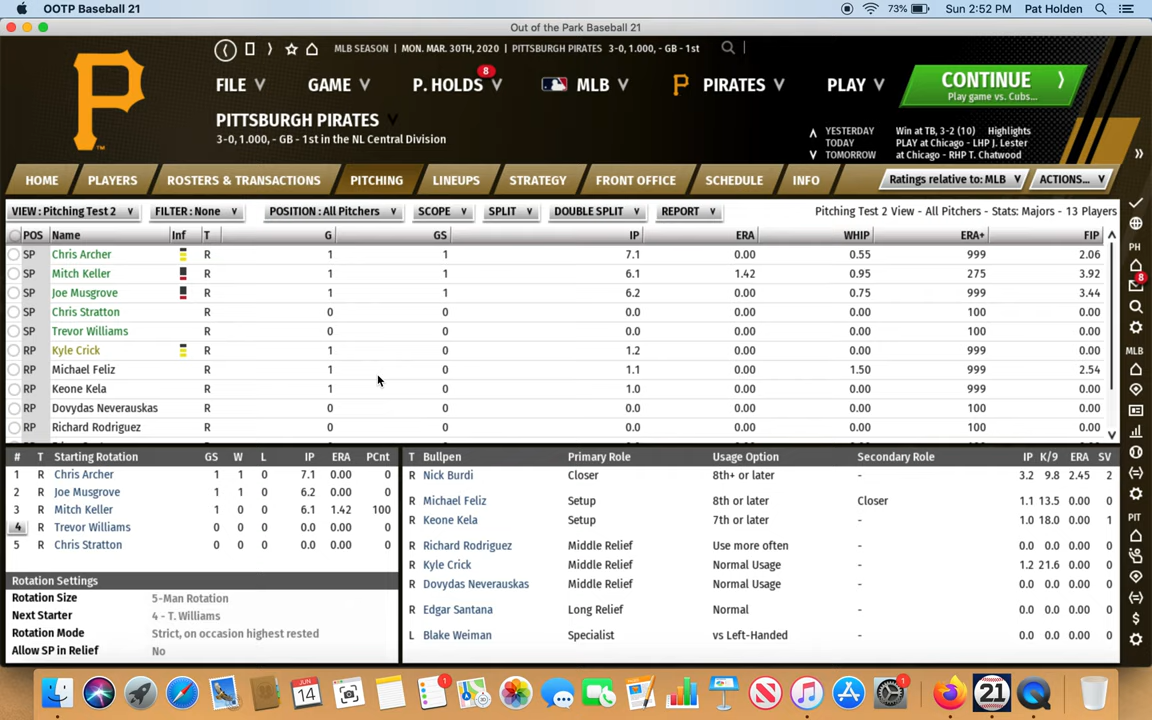 OOTP Baseball 21 73% Sun 2:52 PM Pat Holden
Out of the Park Baseball 21
MLB SEASON | MON. MAR. 30TH, 2020 | PITTSBURGH PIRATES 3-0, 1.000, - GB - 1st
FILE GAME P. HOLDS 8 MLB PIRATES PLAY CONTINUE
Play game vs. Cubs...
PITTSBURGH PIRATES
3-0, 1.000, - GB - 1st in the NL Central Division
YESTERDAY Win at TB, 3-2 (10) Highlights
TODAY PLAY at Chicago - LHP J. Lester
TOMORROW at Chicago - RHP T. Chatwood
HOME PLAYERS ROSTERS & TRANSACTIONS PITCHING LINEUPS STRATEGY FRONT OFFICE SCHEDULE INFO Ratings relative to: MLB ACTIONS...
VIEW : Pitching Test 2 FILTER : None POSITION : All Pitchers SCOPE SPLIT DOUBLE SPLIT REPORT Pitching Test 2 View - All Pitchers - Stats: Majors - 13 Players
POS Name Inf T G GS IP ERA WHIP ERA+ FIP
SP Chris Archer R 1 1 7.1 0.00 0.55 999 2.06
SP Mitch Keller R 1 1 6.1 1.42 0.95 275 3.92
SP Joe Musgrove R 1 1 6.2 0.00 0.75 999 3.44
SP Chris Stratton R 0 0 0.0 0.00 0.00 100 0.00
SP Trevor Williams R 0 0 0.0 0.00 0.00 100 0.00
RP Kyle Crick R 1 0 1.2 0.00 0.00 999 0.00
RP Michael Feliz R 1 0 1.1 0.00 1.50 999 2.54
RP Keone Kela R 1 0 1.0 0.00 0.00 999 0.00
RP Dovydas Neverauskas R 0 0 0.0 0.00 0.00 100 0.00
RP Richard Rodriguez R 0 0 0.0 0.00 0.00 100 0.00
# T Starting Rotation GS W L IP ERA PCnt
1 R Chris Archer 1 1 0 7.1 0.00 0
2 R Joe Musgrove 1 1 0 6.2 0.00 0
3 R Mitch Keller 1 0 0 6.1 1.42 100
4 R Trevor Williams 0 0 0 0.0 0.00 0
5 R Chris Stratton 0 0 0 0.0 0.00 0
Rotation Settings
Rotation Size 5-Man Rotation
Next Starter 4 - T. Williams
Rotation Mode Strict, on occasion highest rested
Allow SP in Relief No
T Bullpen Primary Role Usage Option Secondary Role IP K/9 ERA SV
R Nick Burdi Closer 8th+ or later - 3.2 9.8 2.45 2
R Michael Feliz Setup 8th or later Closer 1.1 13.5 0.00 0
R Keone Kela Setup 7th or later - 1.0 18.0 0.00 1
R Richard Rodriguez Middle Relief Use more often - 0.0 0.0 0.00 0
R Kyle Crick Middle Relief Normal Usage - 1.2 21.6 0.00 0
R Dovydas Neverauskas Middle Relief Normal Usage - 0.0 0.0 0.00 0
R Edgar Santana Long Relief Normal - 0.0 0.0 0.00 0
L Blake Weiman Specialist vs Left-Handed - 0.0 0.0 0.00 0
PH
8
MLB
PIT
JUN
14
1
21
1